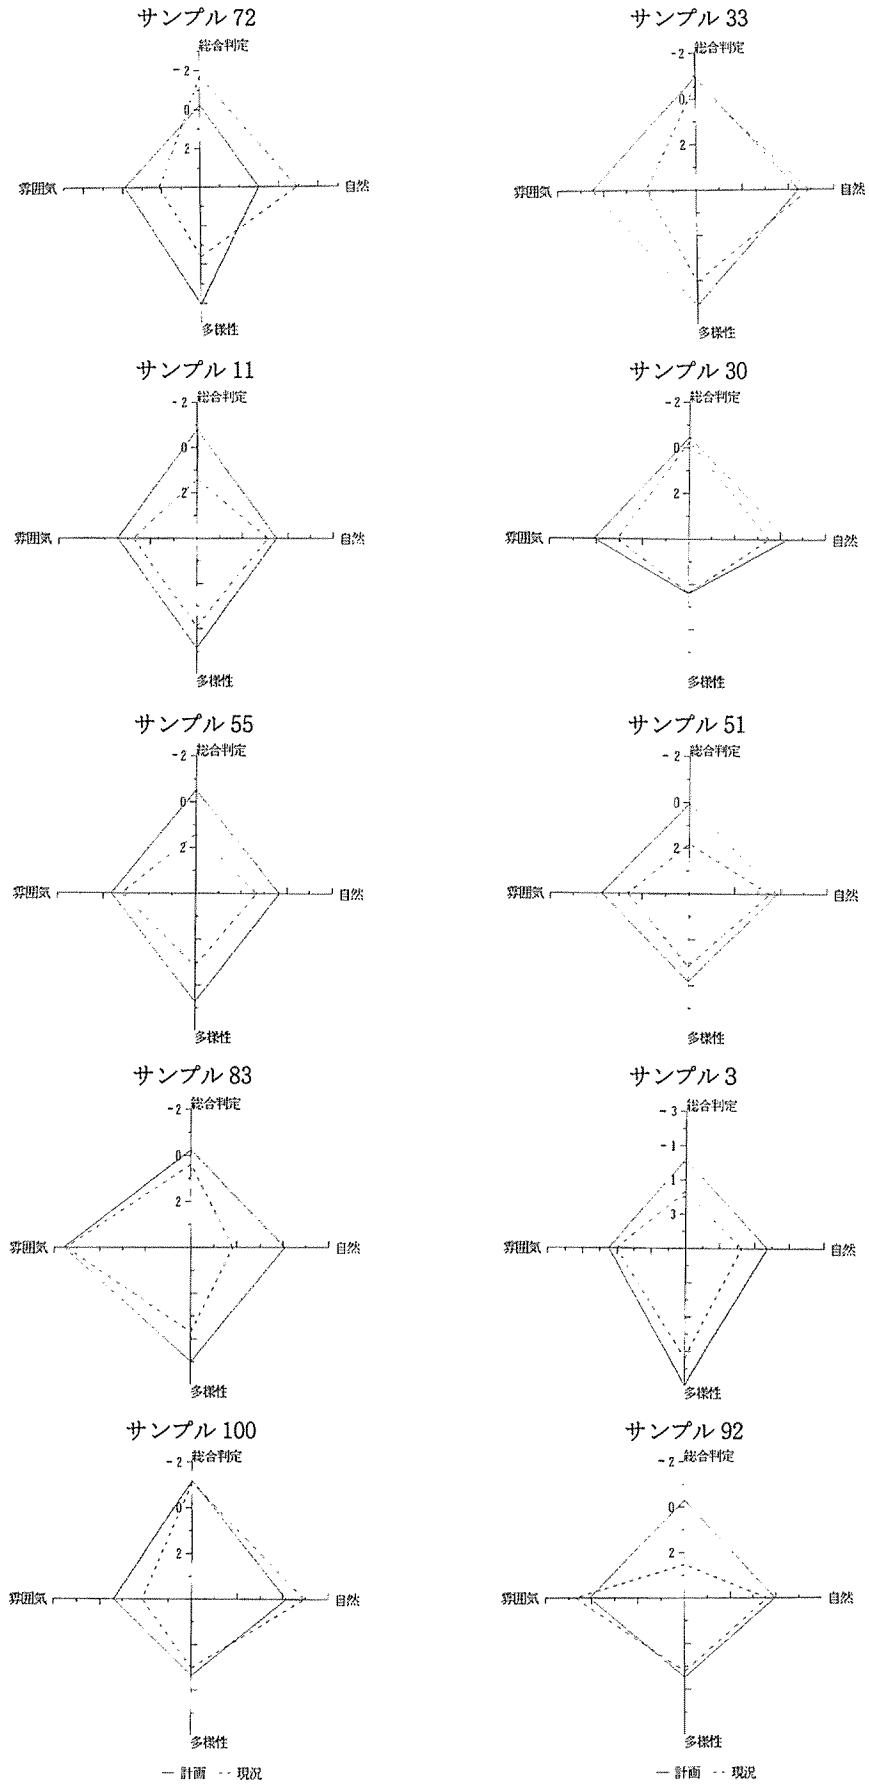 サンプル 72
総合判定
-2
0
2
雰囲気
自然
多様性
サンプル 33
総合判定
-2
0
2
雰囲気
自然
多様性
サンプル 11
総合判定
-2
0
2
雰囲気
自然
多様性
サンプル 30
総合判定
-2
0
2
雰囲気
自然
多様性
サンプル 55
総合判定
-2
0
2
雰囲気
自然
多様性
サンプル 51
総合判定
-2
0
2
雰囲気
自然
多様性
サンプル 83
総合判定
-2
0
2
雰囲気
自然
多様性
サンプル 3
総合判定
-3
-1
1
3
雰囲気
自然
多様性
サンプル 100
総合判定
-2
0
2
雰囲気
自然
多様性
サンプル 92
総合判定
-2
0
2
雰囲気
自然
多様性
— 計画 -- 現況
— 計画 -- 現況